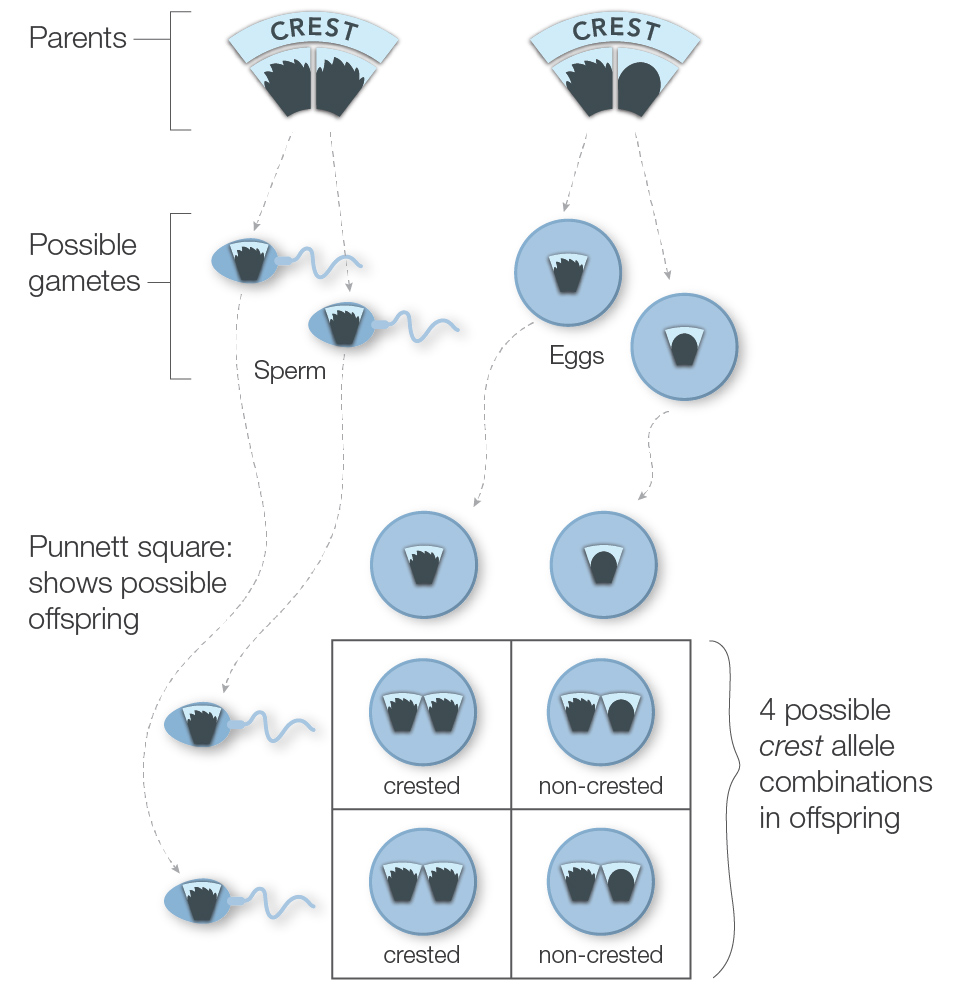 Parents
CREST
CREST
Possible
gametes
Sperm
Eggs
Punnett square:
shows possible
offspring
crested
non-crested
crested
non-crested
4 possible
crest allele
combinations
in offspring